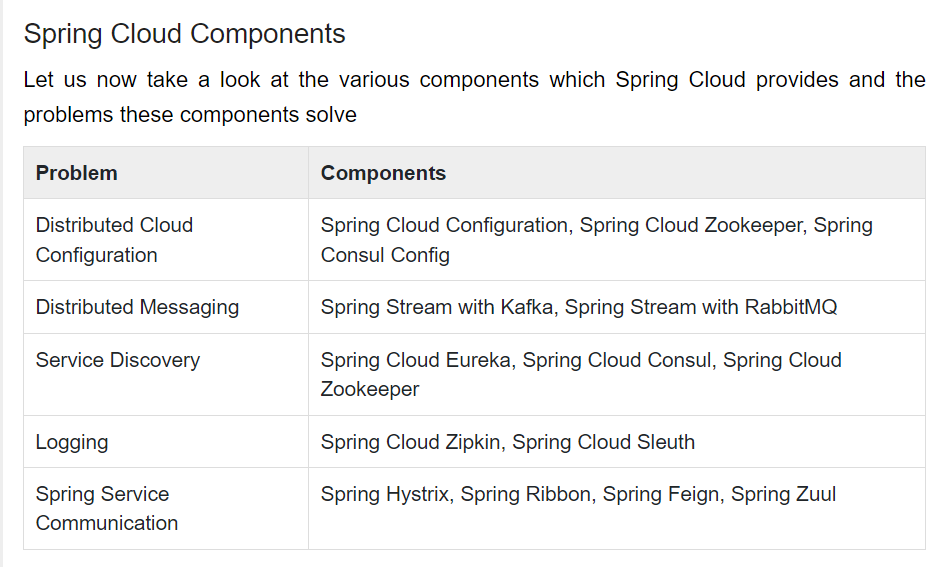 Spring Cloud Components
Let us now take a look at the various components which Spring Cloud provides and the
problems these components solve
Problem
Components
Distributed Cloud
Configuration
Spring Cloud Configuration, Spring Cloud Zookeeper, Spring
Consul Config
Distributed Messaging
Spring Stream with Kafka, Spring Stream with RabbitMQ
Service Discovery
Spring Cloud Eureka, Spring Cloud Consul, Spring Cloud
Zookeeper
Logging
Spring Cloud Zipkin, Spring Cloud Sleuth
Spring Service
Communication
Spring Hystrix, Spring Ribbon, Spring Feign, Spring Zuul